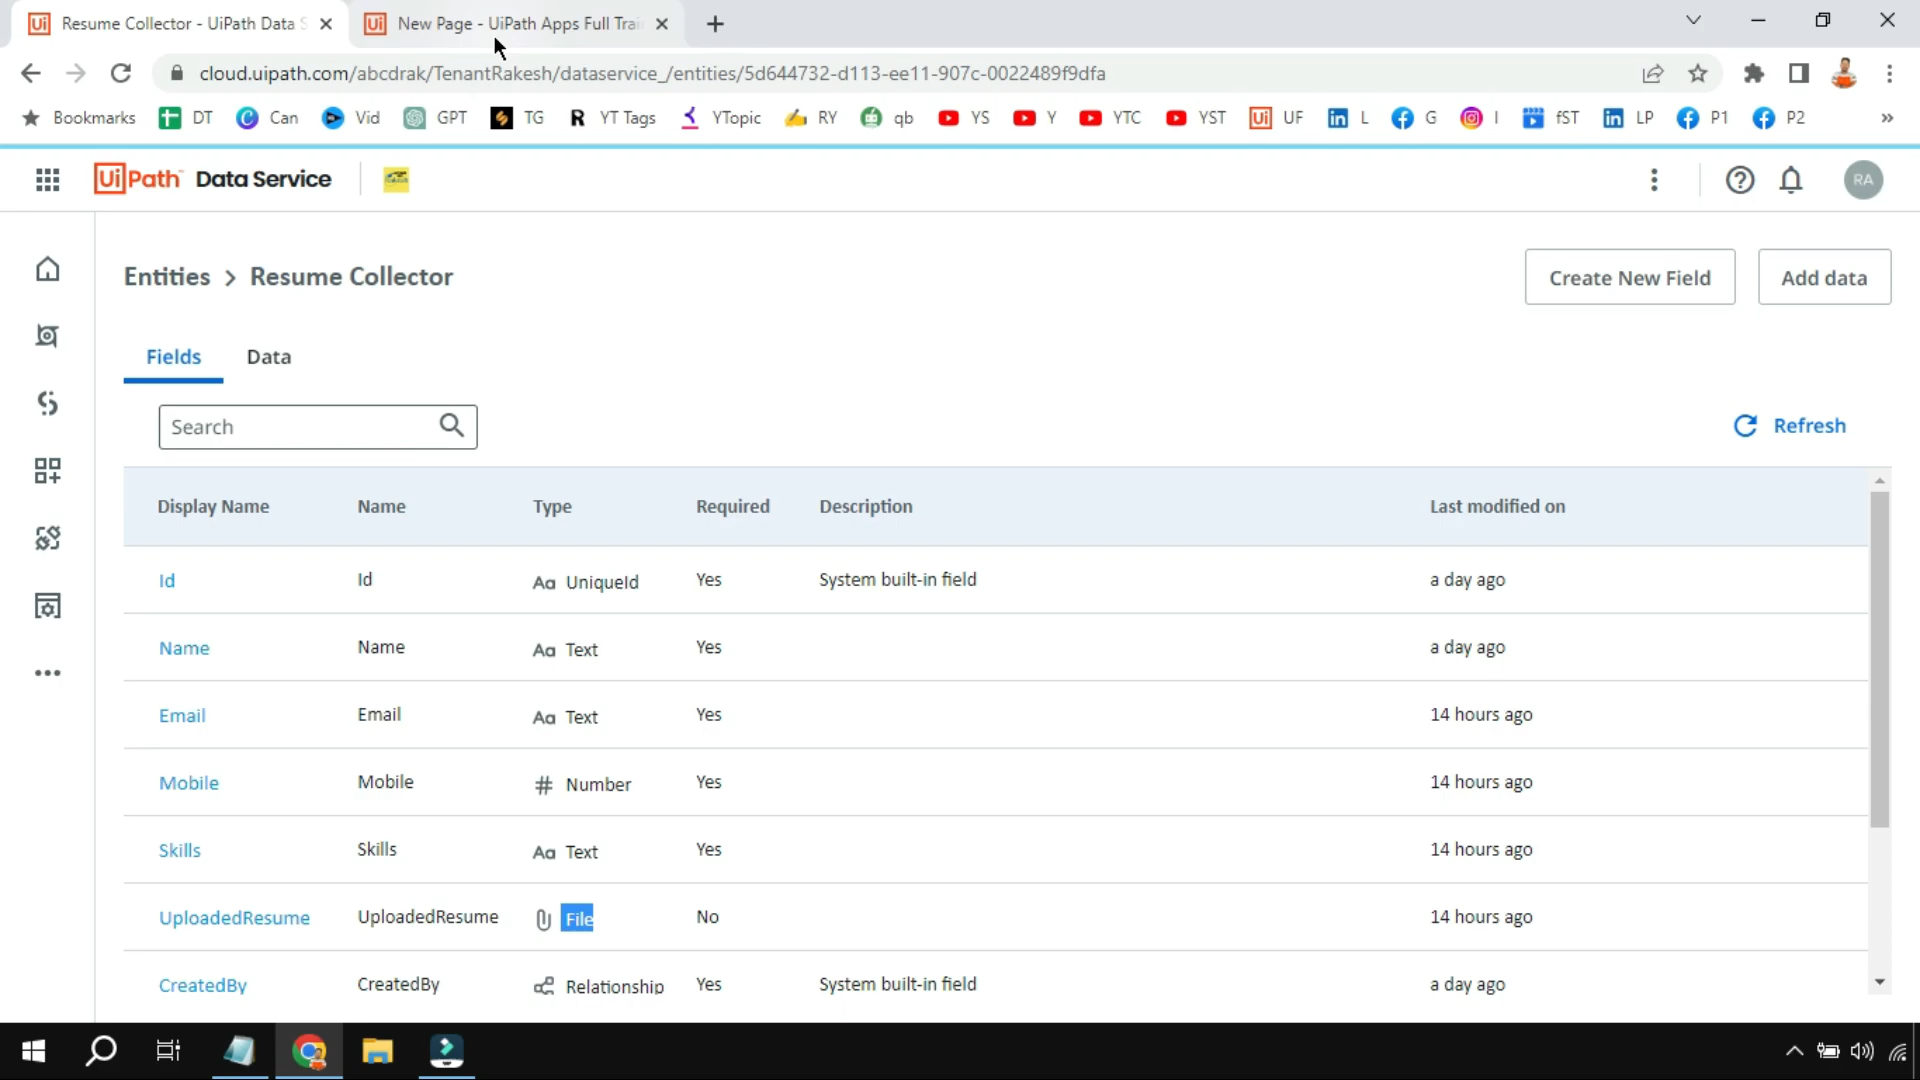 Resume Collector - UiPath Data S
New Page - UiPath Apps Full Trai
cloud.uipath.com/abcdrak/TenantRakesh/dataservice_/entities/5d644732-d113-ee11-907c-0022489f9dfa
Bookmarks DT Can Vid GPT TG YT Tags YTopic RY qb YS Y YTC YST UF L G I fST LP P1 P2
UiPath Data Service
RA
Entities > Resume Collector
Create New Field
Add data
Fields Data
Search
Refresh
Display Name Name Type Required Description Last modified on
Id Id Aa UniqueId Yes System built-in field a day ago
Name Name Aa Text Yes a day ago
Email Email Aa Text Yes 14 hours ago
Mobile Mobile # Number Yes 14 hours ago
Skills Skills Aa Text Yes 14 hours ago
UploadedResume UploadedResume File No 14 hours ago
CreatedBy CreatedBy Relationship Yes System built-in field a day ago